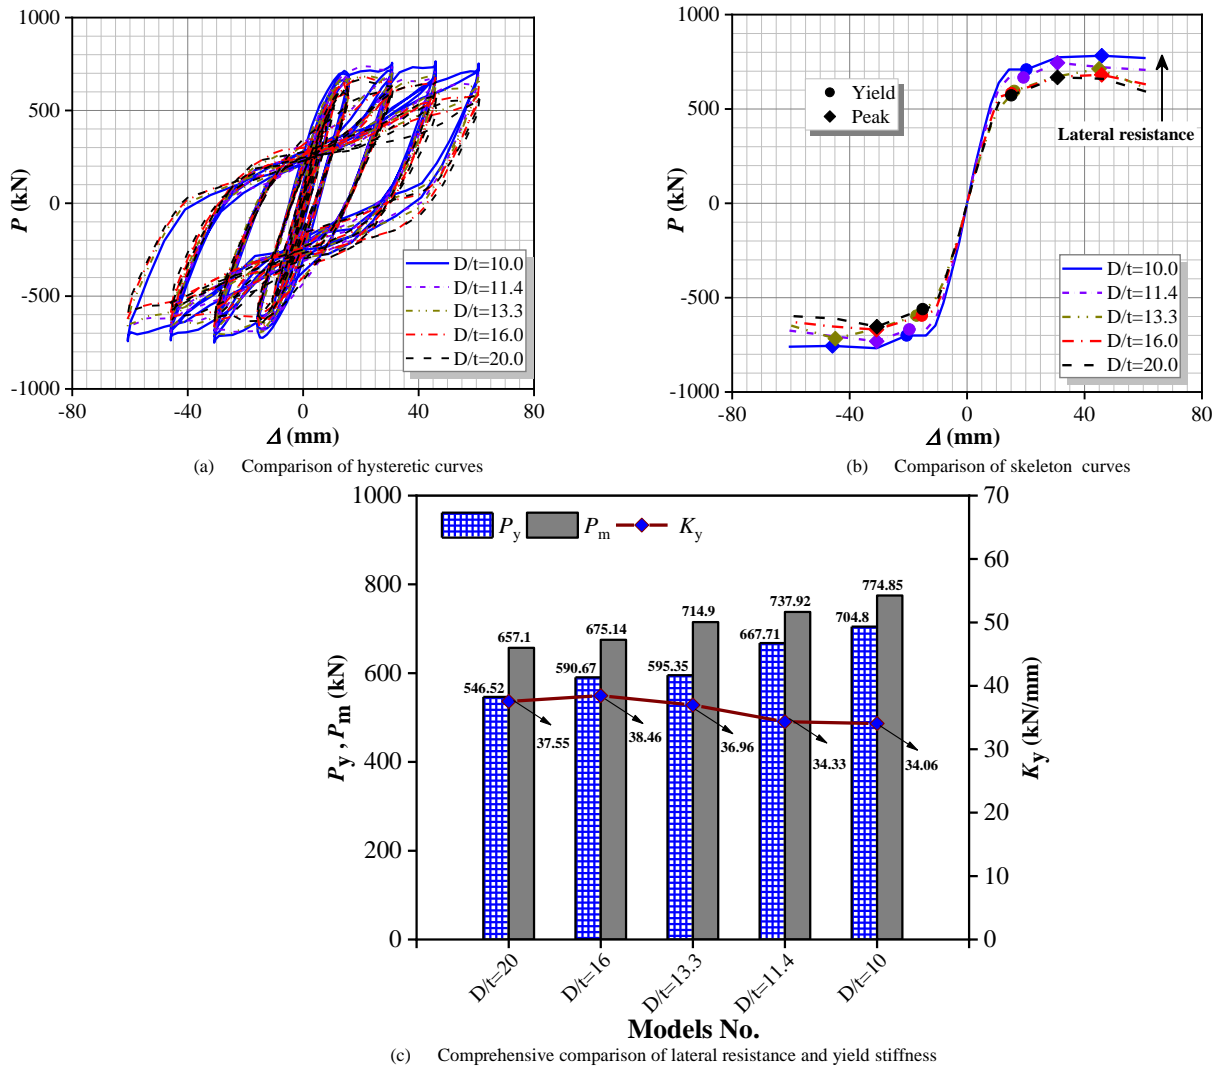 1000
500
0
-500
-1000
P (kN)
D/t=10.0
D/t=11.4
D/t=13.3
D/t=16.0
D/t=20.0
-80 -40 0 40 80
Δ (mm)
(a) Comparison of hysteretic curves
1000
500
0
-500
-1000
P (kN)
Yield
Peak
Lateral resistance
D/t=10.0
D/t=11.4
D/t=13.3
D/t=16.0
D/t=20.0
-80 -40 0 40 80
Δ (mm)
(b) Comparison of skeleton curves
1000
800
600
400
200
0
Py , Pm (kN)
Py Pm Ky
546.52 657.1 590.67 675.14 595.35 714.9 667.71 737.92 704.8 774.85
37.55 38.46 36.96 34.33 34.06
70
60
50
40
30
20
10
0
Ky (kN/mm)
D/t=20 D/t=16 D/t=13.3 D/t=11.4 D/t=10
Models No.
(c) Comprehensive comparison of lateral resistance and yield stiffness